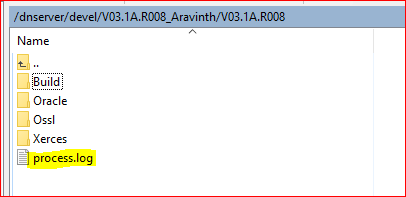 /dnserver/devel/V03.1A.R008_Aravinth/V03.1A.R008
Name
..
Build
Oracle
Ossl
Xerces
process.log